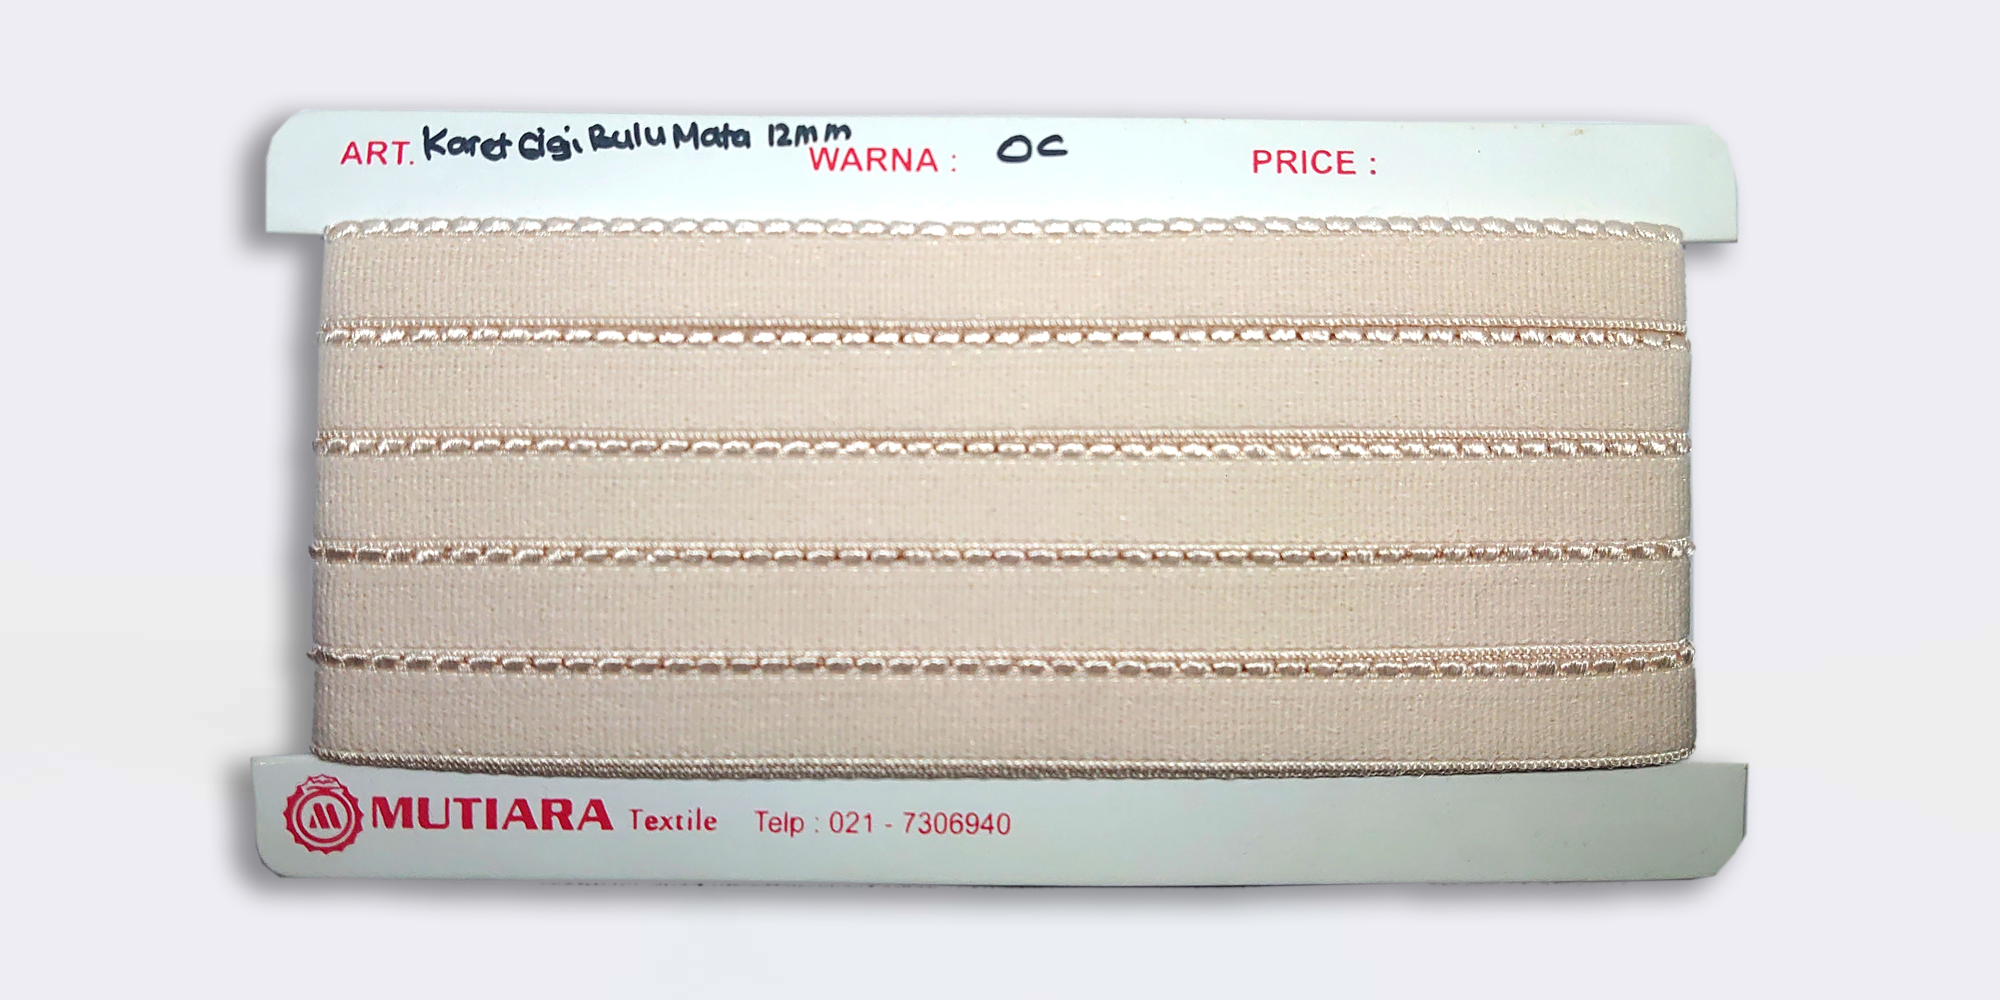 ART. Karet Gigi Bulu Mata 12mm WARNA : OC PRICE :
MUTIARA Textile Telp : 021 - 7306940